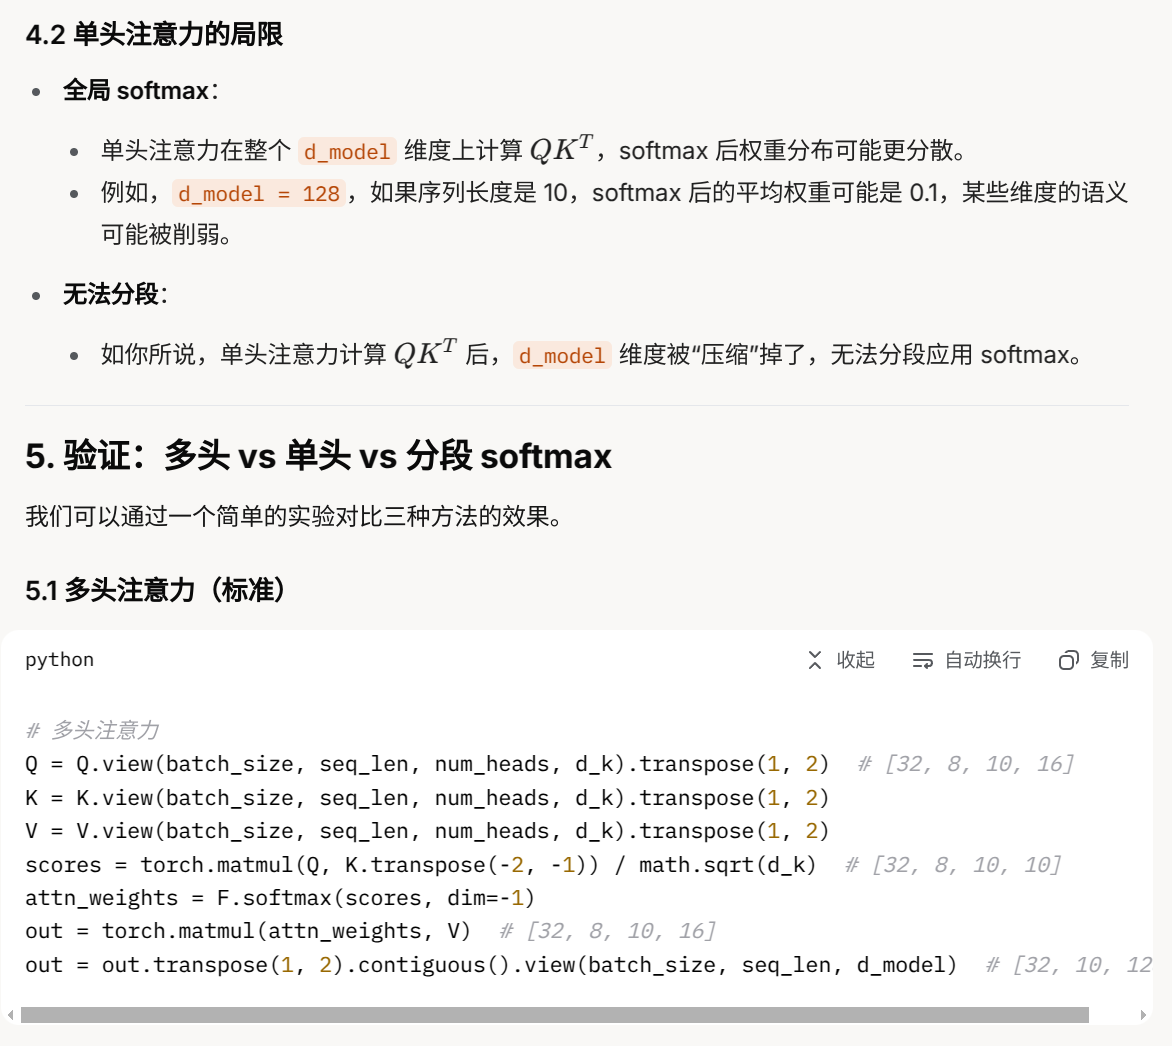 4.2 单头注意力的局限
• 全局 softmax：
• 单头注意力在整个 d_model 维度上计算 QK^T，softmax 后权重分布可能更分散。
• 例如，d_model = 128，如果序列长度是 10，softmax 后的平均权重可能是 0.1，某些维度的语义
可能被削弱。
• 无法分段：
• 如你所说，单头注意力计算 QK^T 后，d_model 维度被“压缩”掉了，无法分段应用 softmax。
5. 验证：多头 vs 单头 vs 分段 softmax
我们可以通过一个简单的实验对比三种方法的效果。
5.1 多头注意力（标准）
python 收起 自动换行 复制
# 多头注意力
Q = Q.view(batch_size, seq_len, num_heads, d_k).transpose(1, 2)  # [32, 8, 10, 16]
K = K.view(batch_size, seq_len, num_heads, d_k).transpose(1, 2)
V = V.view(batch_size, seq_len, num_heads, d_k).transpose(1, 2)
scores = torch.matmul(Q, K.transpose(-2, -1)) / math.sqrt(d_k)  # [32, 8, 10, 10]
attn_weights = F.softmax(scores, dim=-1)
out = torch.matmul(attn_weights, V)  # [32, 8, 10, 16]
out = out.transpose(1, 2).contiguous().view(batch_size, seq_len, d_model)  # [32, 10, 12